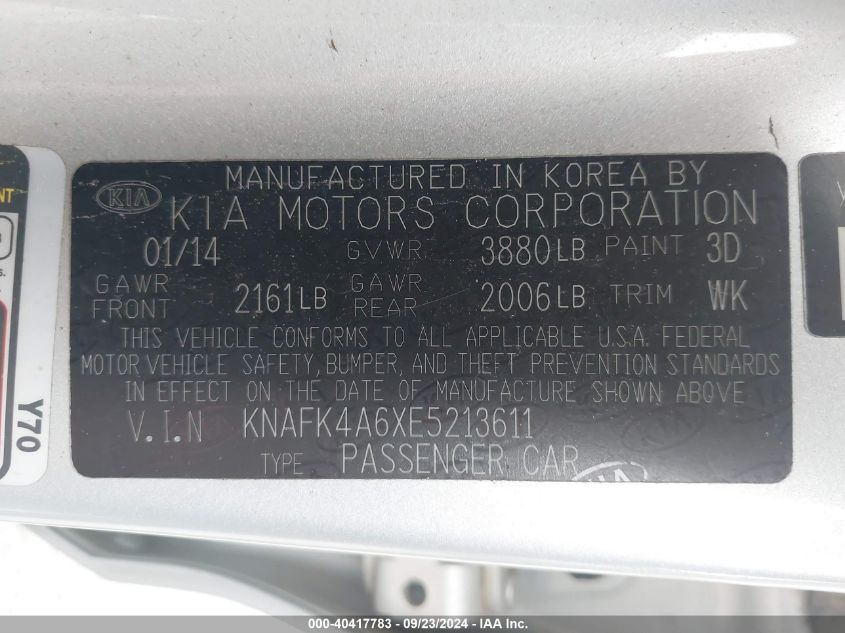 MANUFACTURED IN KOREA BY
KIA KIA MOTORS CORPORATION
01/14 GVWR 3880LB PAINT 3D
GAWR FRONT 2161LB GAWR REAR 2006LB TRIM WK
THIS VEHICLE CONFORMS TO ALL APPLICABLE U.S.A. FEDERAL
MOTOR VEHICLE SAFETY, BUMPER, AND THEFT PREVENTION STANDARDS
IN EFFECT ON THE DATE OF MANUFACTURE SHOWN ABOVE
V.I.N KNAFK4A6XE5213611
TYPE PASSENGER CAR
KIA
NT
s.
Y70
000-40417783 - 09/23/2024 - IAA Inc.